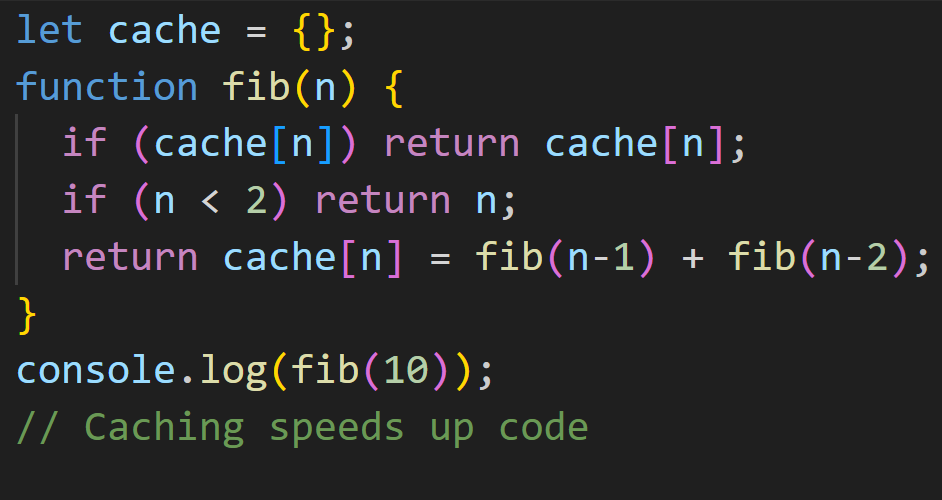 let cache = {};
function fib(n) {
  if (cache[n]) return cache[n];
  if (n < 2) return n;
  return cache[n] = fib(n-1) + fib(n-2);
}
console.log(fib(10));
// Caching speeds up code